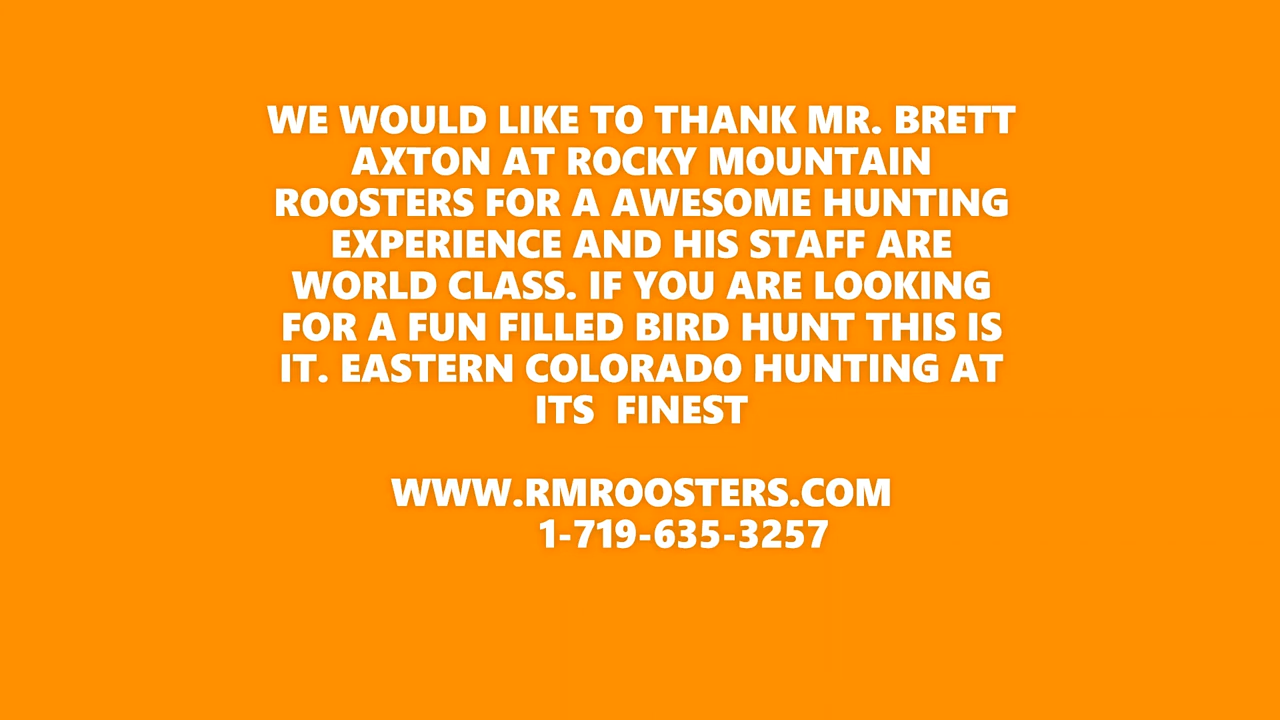 WE WOULD LIKE TO THANK MR. BRETT
AXTON AT ROCKY MOUNTAIN
ROOSTERS FOR A AWESOME HUNTING
EXPERIENCE AND HIS STAFF ARE
WORLD CLASS. IF YOU ARE LOOKING
FOR A FUN FILLED BIRD HUNT THIS IS
IT. EASTERN COLORADO HUNTING AT
ITS  FINEST
WWW.RMROOSTERS.COM
1-719-635-3257